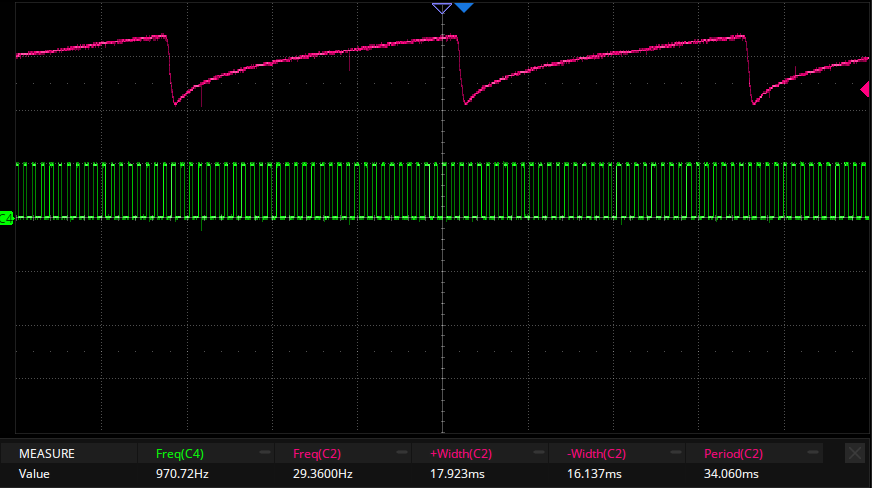 C4
MEASURE Freq(C4) Freq(C2) +Width(C2) -Width(C2) Period(C2)
Value 970.72Hz 29.3600Hz 17.923ms 16.137ms 34.060ms